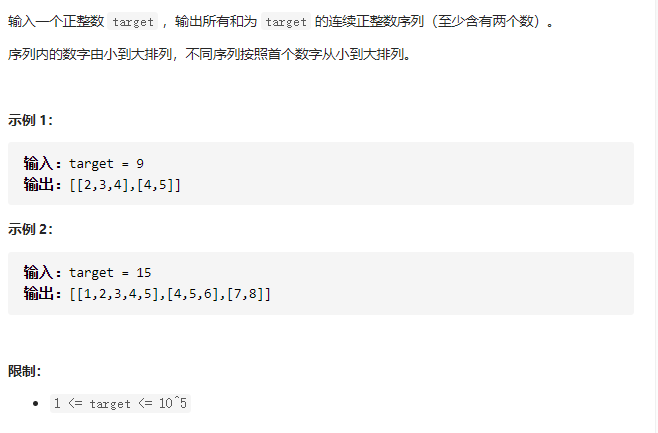 输入一个正整数 target ，输出所有和为 target 的连续正整数序列（至少含有两个数）。
序列内的数字由小到大排列，不同序列按照首个数字从小到大排列。
示例 1：
输入：target = 9
输出：[[2,3,4],[4,5]]
示例 2：
输入：target = 15
输出：[[1,2,3,4,5],[4,5,6],[7,8]]
限制：
1 <= target <= 10^5